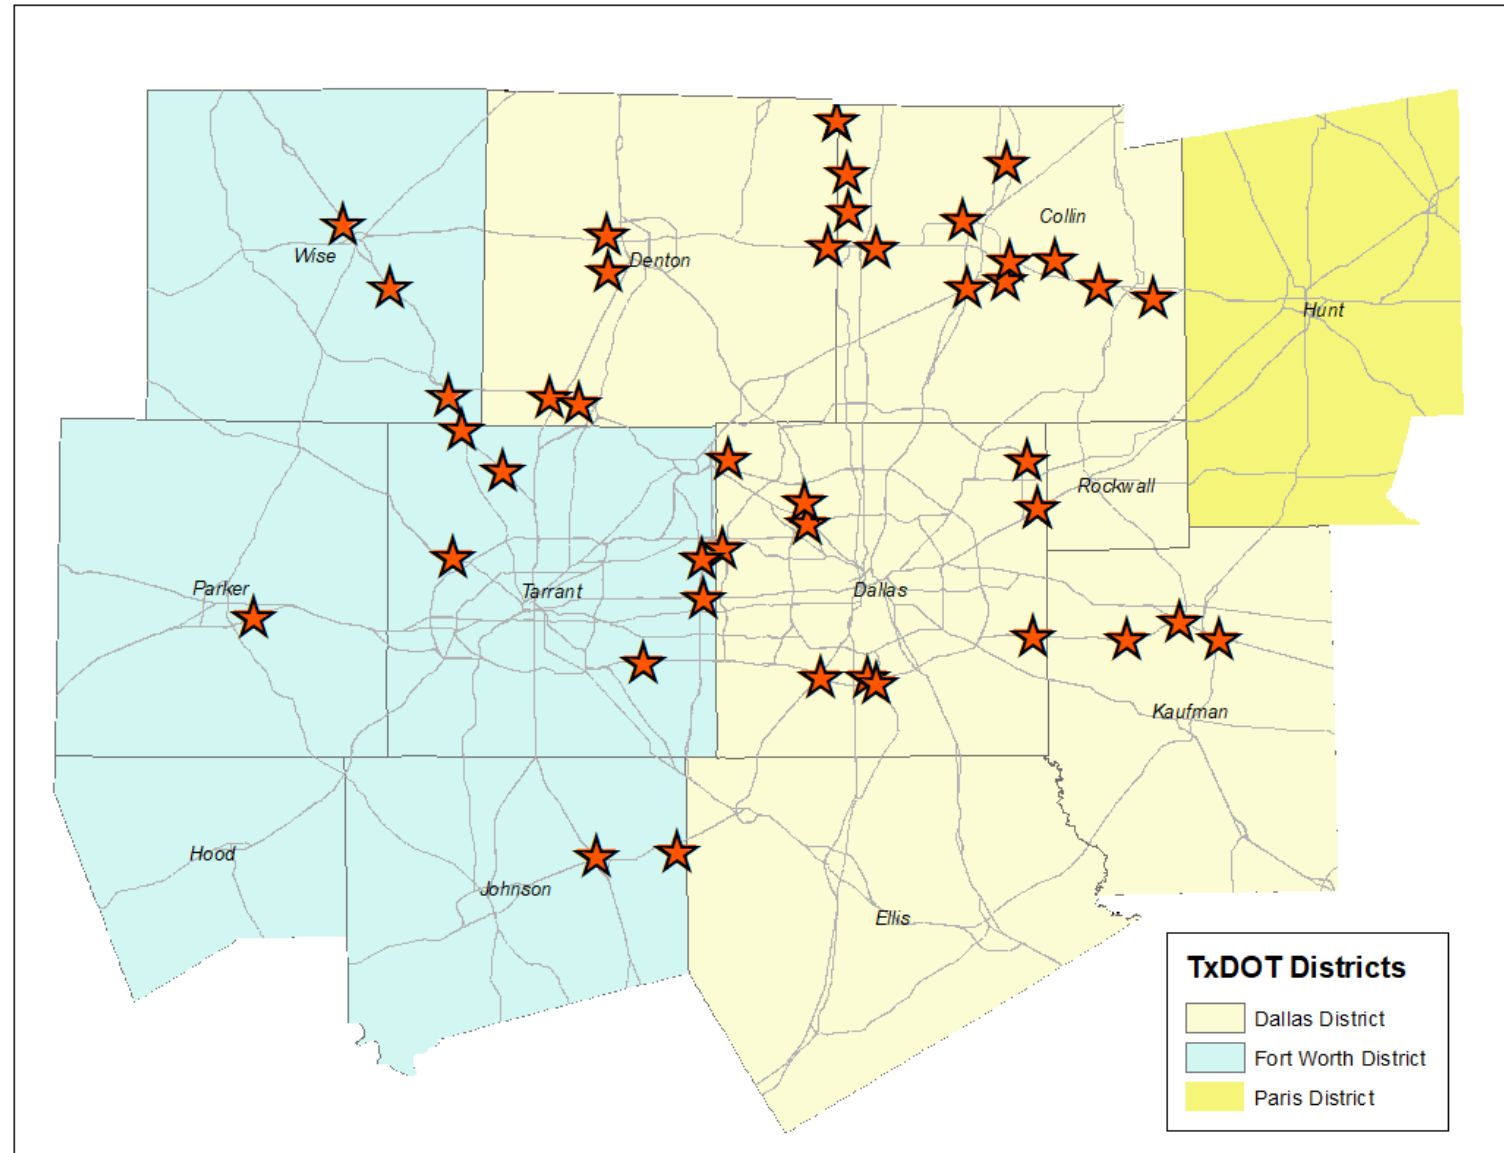 Collin
Wise
Denton
Hunt
Rockwall
Parker
Tarrant
Dallas
Kaufman
Hood
Johnson
Ellis
TxDOT Districts
Dallas District
Fort Worth District
Paris District